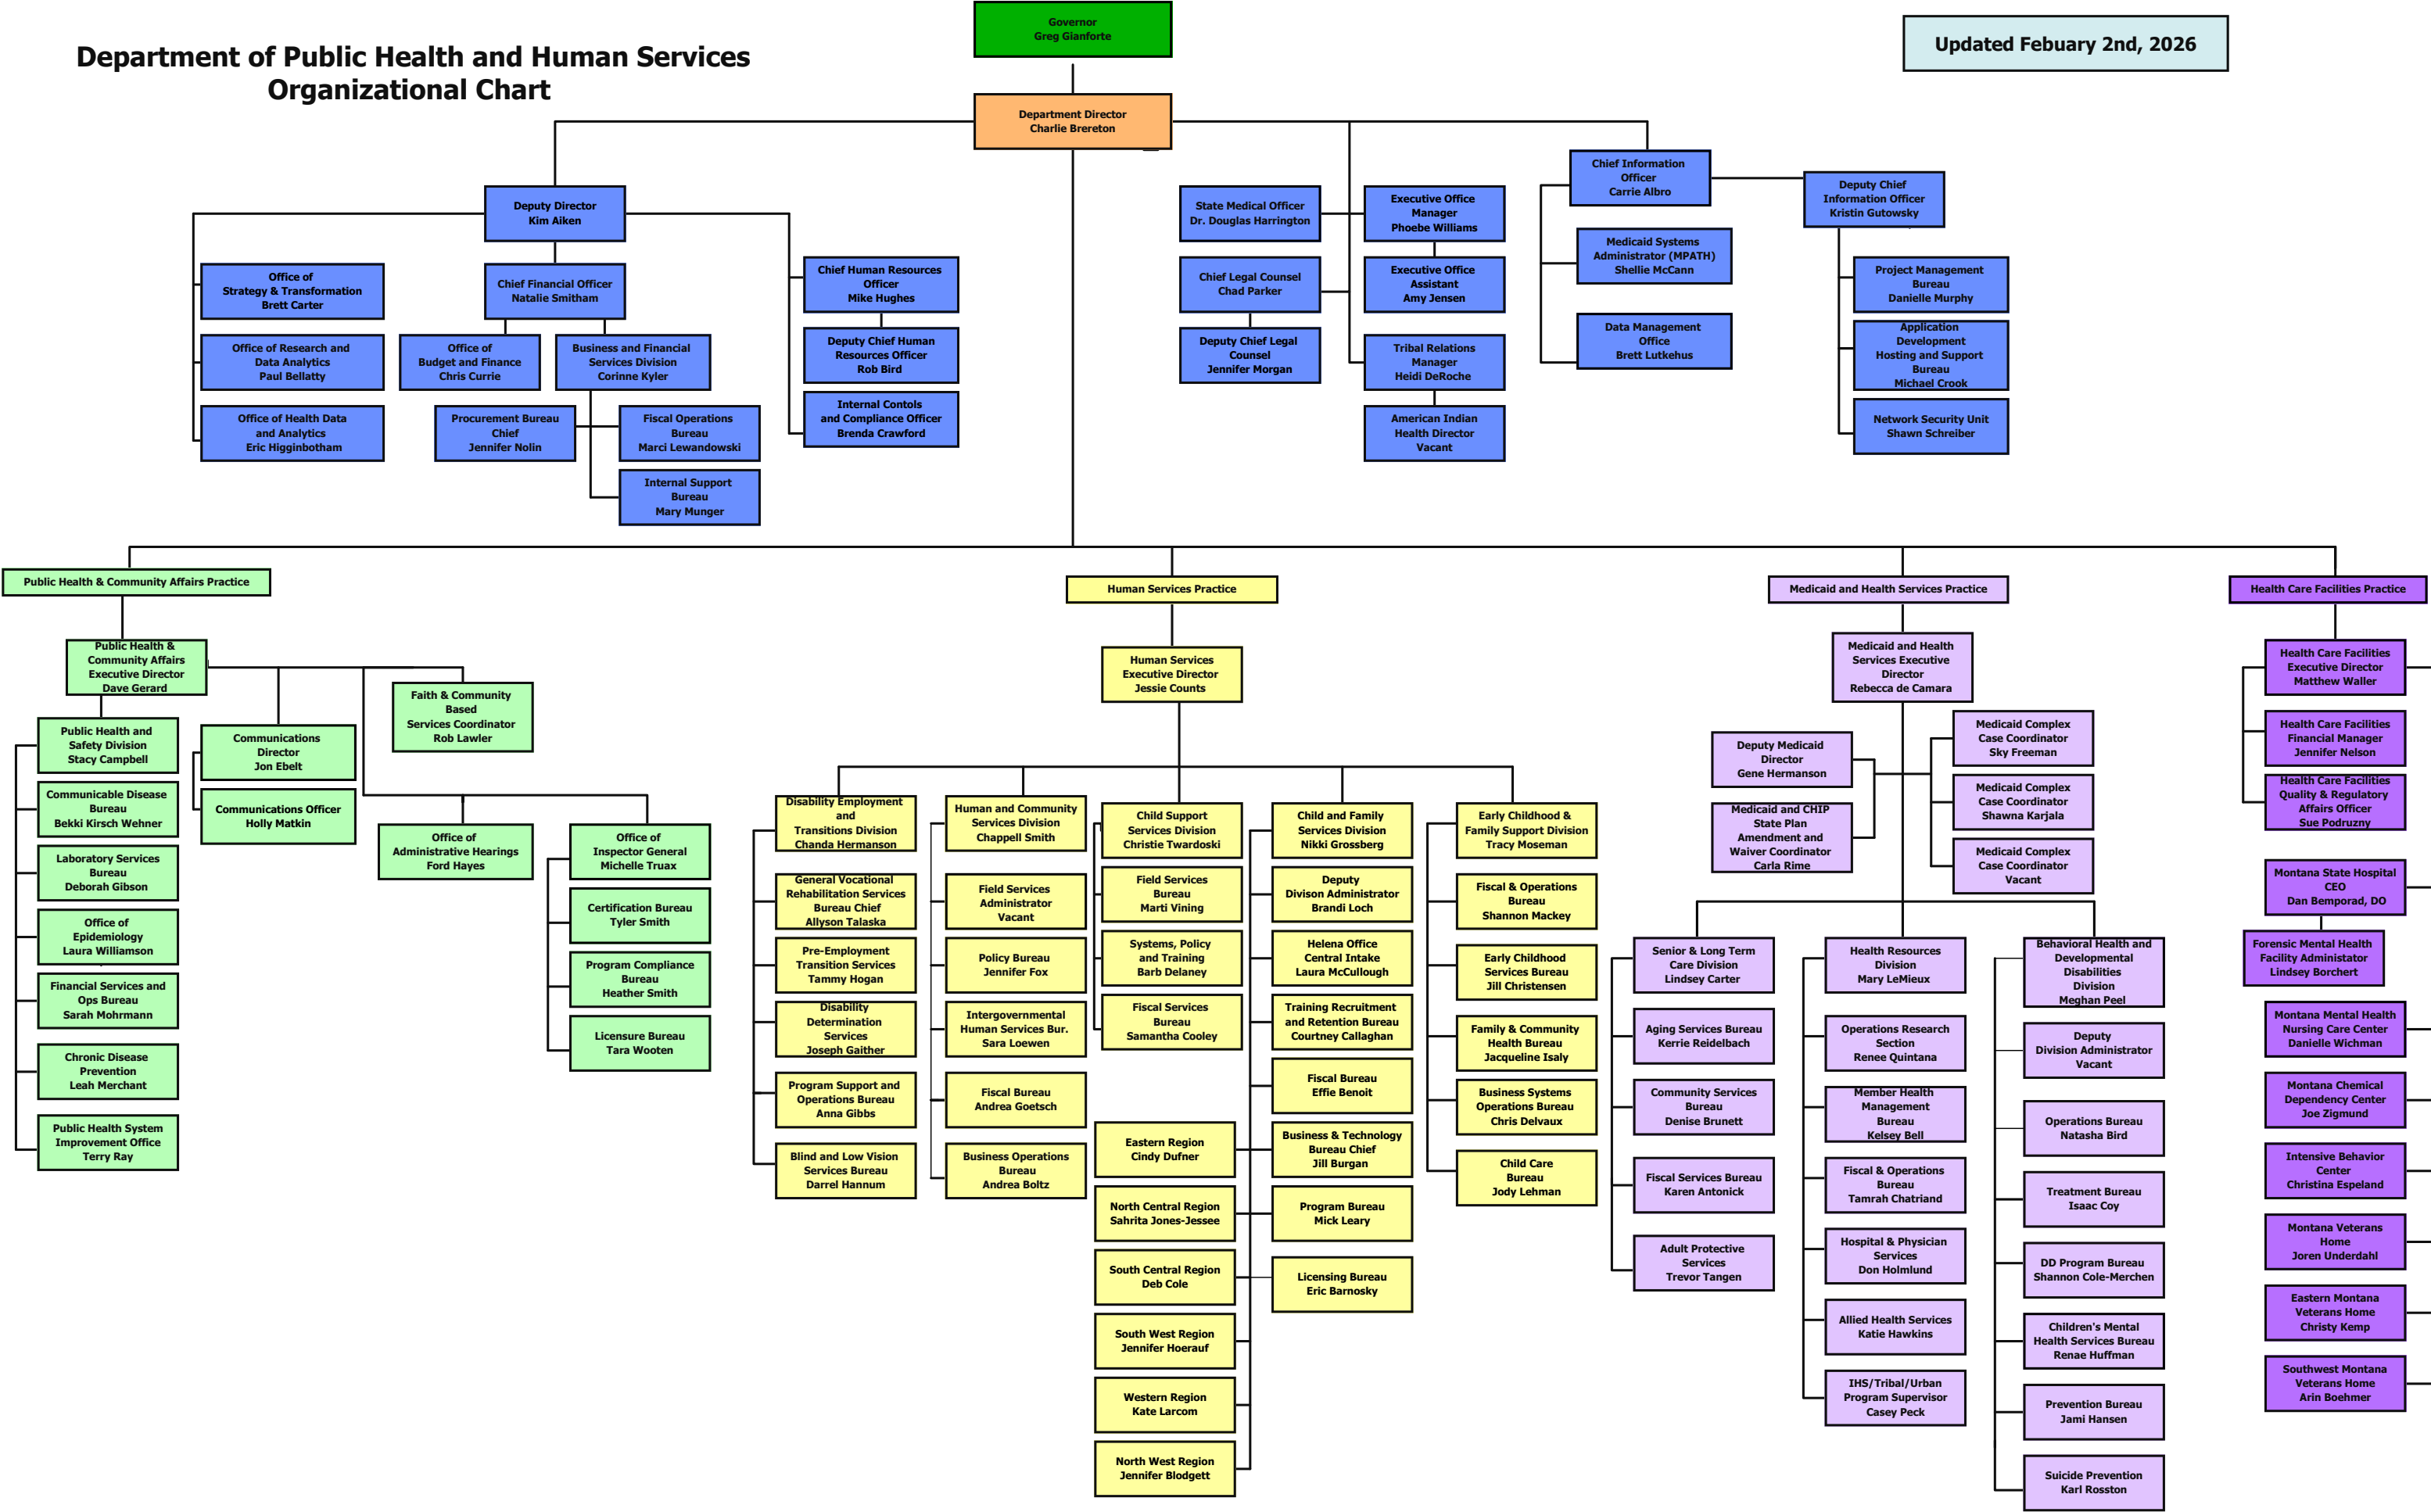 Governor
Greg Gianforte
Department of Public Health and Human Services
Organizational Chart
Updated Febuary 2nd, 2026
Department Director
Charlie Brereton
Deputy Director
Kim Aiken
Office of
Strategy & Transformation
Brett Carter
Office of Research and
Data Analytics
Paul Bellatty
Office of Health Data
and Analytics
Eric Higginbotham
Chief Financial Officer
Natalie Smitham
Office of
Budget and Finance
Chris Currie
Business and Financial
Services Division
Corinne Kyler
Procurement Bureau
Chief
Jennifer Nolin
Fiscal Operations
Bureau
Marci Lewandowski
Internal Support
Bureau
Mary Munger
Chief Human Resources
Officer
Mike Hughes
Deputy Chief Human
Resources Officer
Rob Bird
Internal Contols
and Compliance Officer
Brenda Crawford
State Medical Officer
Dr. Douglas Harrington
Chief Legal Counsel
Chad Parker
Deputy Chief Legal
Counsel
Jennifer Morgan
Executive Office
Manager
Phoebe Williams
Executive Office
Assistant
Amy Jensen
Tribal Relations
Manager
Heidi DeRoche
American Indian
Health Director
Vacant
Chief Information
Officer
Carrie Albro
Medicaid Systems
Administrator (MPATH)
Shellie McCann
Data Management
Office
Brett Lutkehus
Deputy Chief
Information Officer
Kristin Gutowsky
Project Management
Bureau
Danielle Murphy
Application
Development
Hosting and Support
Bureau
Michael Crook
Network Security Unit
Shawn Schreiber
Public Health & Community Affairs Practice
Public Health &
Community Affairs
Executive Director
Dave Gerard
Public Health and
Safety Division
Stacy Campbell
Communicable Disease
Bureau
Bekki Kirsch Wehner
Laboratory Services
Bureau
Deborah Gibson
Office of
Epidemiology
Laura Williamson
Financial Services and
Ops Bureau
Sarah Mohrmann
Chronic Disease
Prevention
Leah Merchant
Public Health System
Improvement Office
Terry Ray
Communications
Director
Jon Ebelt
Communications Officer
Holly Matkin
Faith & Community
Based
Services Coordinator
Rob Lawler
Office of
Administrative Hearings
Ford Hayes
Office of
Inspector General
Michelle Truax
Certification Bureau
Tyler Smith
Program Compliance
Bureau
Heather Smith
Licensure Bureau
Tara Wooten
Human Services Practice
Human Services
Executive Director
Jessie Counts
Disability Employment
and
Transitions Division
Chanda Hermanson
General Vocational
Rehabilitation Services
Bureau Chief
Allyson Talaska
Pre-Employment
Transition Services
Tammy Hogan
Disability
Determination
Services
Joseph Gaither
Program Support and
Operations Bureau
Anna Gibbs
Blind and Low Vision
Services Bureau
Darrel Hannum
Human and Community
Services Division
Chappell Smith
Field Services
Administrator
Vacant
Policy Bureau
Jennifer Fox
Intergovernmental
Human Services Bur.
Sara Loewen
Fiscal Bureau
Andrea Goetsch
Business Operations
Bureau
Andrea Boltz
Child Support
Services Division
Christie Twardoski
Field Services
Bureau
Marti Vining
Systems, Policy
and Training
Barb Delaney
Fiscal Services
Bureau
Samantha Cooley
Child and Family
Services Division
Nikki Grossberg
Deputy
Divison Administrator
Brandi Loch
Helena Office
Central Intake
Laura McCullough
Training Recruitment
and Retention Bureau
Courtney Callaghan
Fiscal Bureau
Effie Benoit
Business & Technology
Bureau Chief
Jill Burgan
Program Bureau
Mick Leary
Licensing Bureau
Eric Barnosky
Eastern Region
Cindy Dufner
North Central Region
Sahrita Jones-Jessee
South Central Region
Deb Cole
South West Region
Jennifer Hoerauf
Western Region
Kate Larcom
North West Region
Jennifer Blodgett
Early Childhood &
Family Support Division
Tracy Moseman
Fiscal & Operations
Bureau
Shannon Mackey
Early Childhood
Services Bureau
Jill Christensen
Family & Community
Health Bureau
Jacqueline Isaly
Business Systems
Operations Bureau
Chris Delvaux
Child Care
Bureau
Jody Lehman
Medicaid and Health Services Practice
Medicaid and Health
Services Executive
Director
Rebecca de Camara
Deputy Medicaid
Director
Gene Hermanson
Medicaid and CHIP
State Plan
Amendment and
Waiver Coordinator
Carla Rime
Medicaid Complex
Case Coordinator
Sky Freeman
Medicaid Complex
Case Coordinator
Shawna Karjala
Medicaid Complex
Case Coordinator
Vacant
Senior & Long Term
Care Division
Lindsey Carter
Aging Services Bureau
Kerrie Reidelbach
Community Services
Bureau
Denise Brunett
Fiscal Services Bureau
Karen Antonick
Adult Protective
Services
Trevor Tangen
Health Resources
Division
Mary LeMieux
Operations Research
Section
Renee Quintana
Member Health
Management
Bureau
Kelsey Bell
Fiscal & Operations
Bureau
Tamrah Chatriand
Hospital & Physician
Services
Don Holmlund
Allied Health Services
Katie Hawkins
IHS/Tribal/Urban
Program Supervisor
Casey Peck
Behavioral Health and
Developmental
Disabilities
Division
Meghan Peel
Deputy
Division Administrator
Vacant
Operations Bureau
Natasha Bird
Treatment Bureau
Isaac Coy
DD Program Bureau
Shannon Cole-Merchen
Children's Mental
Health Services Bureau
Renae Huffman
Prevention Bureau
Jami Hansen
Suicide Prevention
Karl Rosston
Health Care Facilities Practice
Health Care Facilities
Executive Director
Matthew Waller
Health Care Facilities
Financial Manager
Jennifer Nelson
Health Care Facilities
Quality & Regulatory
Affairs Officer
Sue Podruzny
Montana State Hospital
CEO
Dan Bemporad, DO
Forensic Mental Health
Facility Administator
Lindsey Borchert
Montana Mental Health
Nursing Care Center
Danielle Wichman
Montana Chemical
Dependency Center
Joe Zigmund
Intensive Behavior
Center
Christina Espeland
Montana Veterans
Home
Joren Underdahl
Eastern Montana
Veterans Home
Christy Kemp
Southwest Montana
Veterans Home
Arin Boehmer